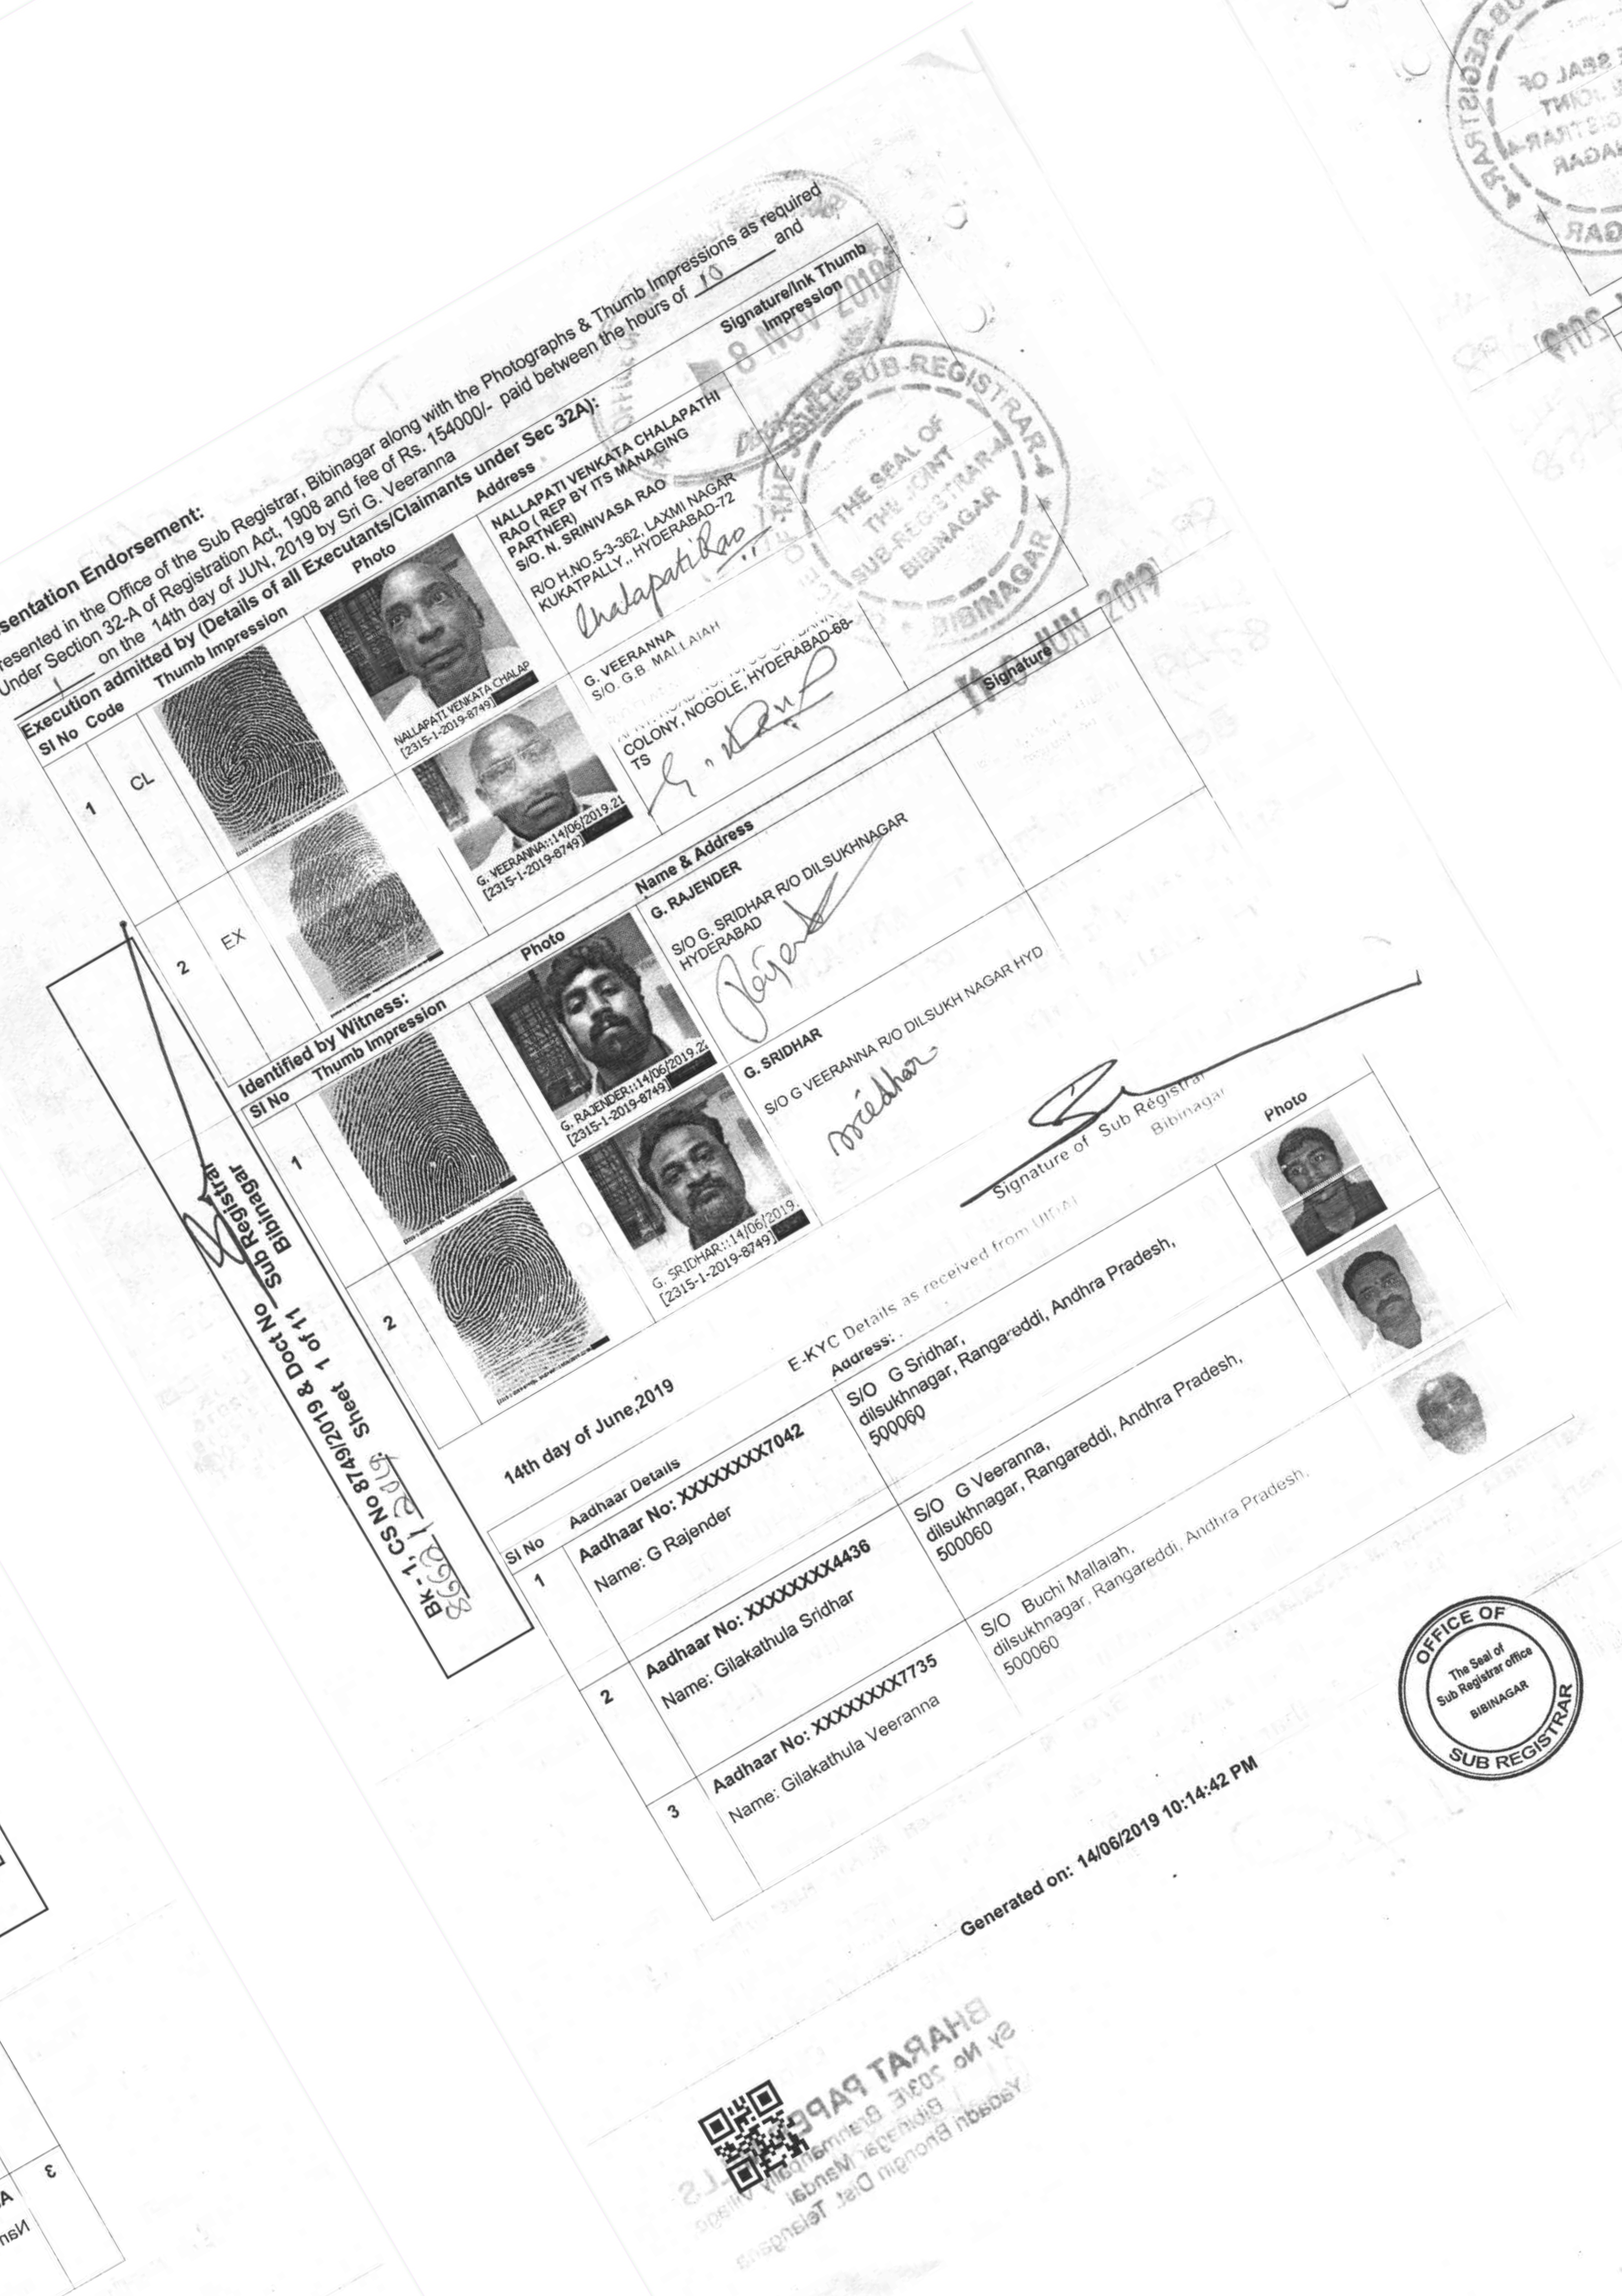 sentation Endorsement:
resented in the Office of the Sub Registrar, Bibinagar along with the Photographs & Thumb Impressions as required
Under Section 32-A of Registration Act, 1908 and fee of Rs. 154000/- paid between the hours of 10 and
1 on the 14th day of JUN, 2019 by Sri G. Veeranna
Execution admitted by (Details of all Executants/Claimants under Sec 32A):
Sl No Code Thumb Impression Photo Address Signature/Ink Thumb Impression
1 CL
NALLAPATI VENKATA CHALAP
[2315-1-2019-8749]
NALLAPATI VENKATA CHALAPATHI
RAO ( REP BY ITS MANAGING
PARTNER)
S/O. N. SRINIVASA RAO
R/O H.NO.5-3-362, LAXMI NAGAR
KUKATPALLY,, HYDERABAD-72
ChalapatiRao
2 EX
G. VEERANNA::14/06/2019.21
[2315-1-2019-8749]
G. VEERANNA
S/O. G.B. MALLAIAH
COLONY, NOGOLE, HYDERABAD-68-
TS
8 NOV 2019
OFFICE OF THE JOINT SUB-REGISTRAR-4
THE SEAL OF
THE JOINT
SUB-REGISTRAR-4
BIBINAGAR
BIBINAGAR
JUN 2019
Identified by Witness:
Sl No Thumb Impression Photo Name & Address Signature
1
G. RAJENDER::14/06/2019.2
[2315-1-2019-8749]
G. RAJENDER
S/O G. SRIDHAR R/O DILSUKHNAGAR
HYDERABAD
2
G. SRIDHAR::14/06/2019.
[2315-1-2019-8749]
G. SRIDHAR
S/O G VEERANNA R/O DILSUKH NAGAR HYD
sridhar
14th day of June,2019
Signature of Sub Registrar
Bibinagar
Bk - 1, CS No 8749/2019 & Doct No
Sheet 1 of 11 Sub Registrar
Bibinagar
E-KYC Details as received from UIDAI
Sl No Aadhaar Details Address: Photo
1
Aadhaar No: XXXXXXXX7042
Name: G Rajender
S/O G Sridhar,
dilsukhnagar, Rangareddi, Andhra Pradesh,
500060
2
Aadhaar No: XXXXXXXX4436
Name: Gilakathula Sridhar
S/O G Veeranna,
dilsukhnagar, Rangareddi, Andhra Pradesh,
500060
3
Aadhaar No: XXXXXXXX7735
Name: Gilakathula Veeranna
S/O Buchi Mallaiah,
dilsukhnagar, Rangareddi, Andhra Pradesh,
500060
OFFICE OF
The Seal of
Sub Registrar office
BIBINAGAR
SUB REGISTRAR
Generated on: 14/06/2019 10:14:42 PM
BHARAT PAPER
Sy. No. 203/E, Brahmanpally Village
Bibinagar Mandal
Yadadri Bhongiri Dist. Telangana